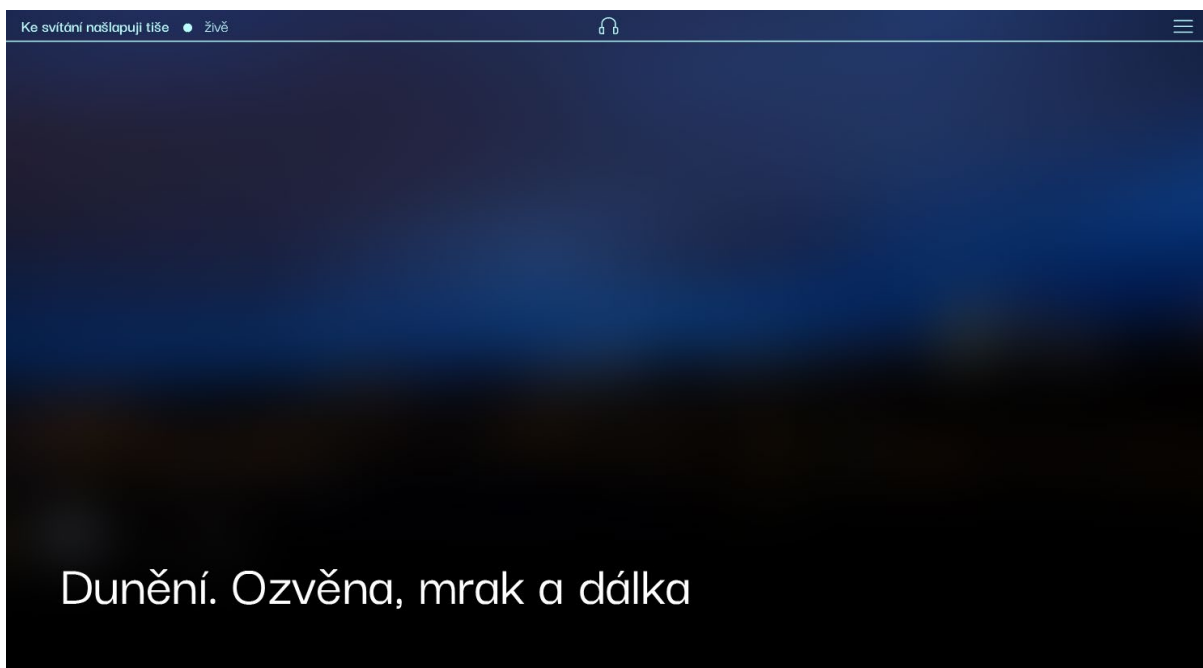 Ke svítání našlapuji tiše ● živě
Dunění. Ozvěna, mrak a dálka